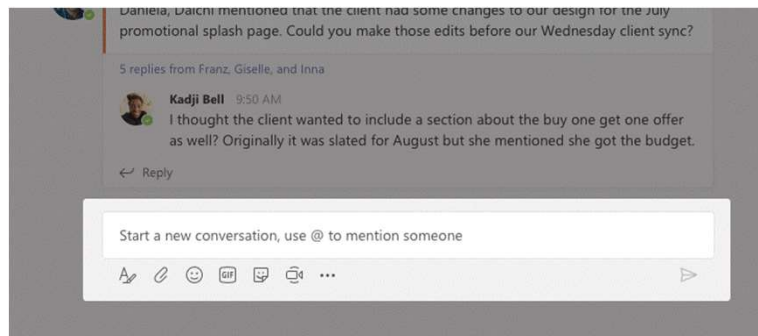 Daniela, Daichi mentioned that the client had some changes to our design for the July
promotional splash page. Could you make those edits before our Wednesday client sync?
5 replies from Franz, Giselle, and Inna
Kadji Bell 9:50 AM
I thought the client wanted to include a section about the buy one get one offer
as well? Originally it was slated for August but she mentioned she got the budget.
Reply
Start a new conversation, use @ to mention someone
GIF